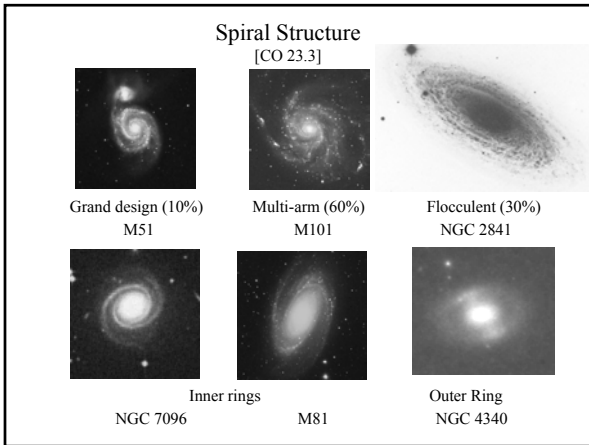 Spiral Structure
[CO 23.3]
Grand design (10%) Multi-arm (60%) Flocculent (30%)
M51 M101 NGC 2841
Inner rings Outer Ring
NGC 7096 M81 NGC 4340